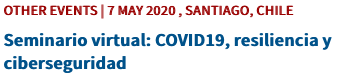 OTHER EVENTS | 7 MAY 2020 , SANTIAGO, CHILE
Seminario virtual: COVID19, resiliencia y
ciberseguridad